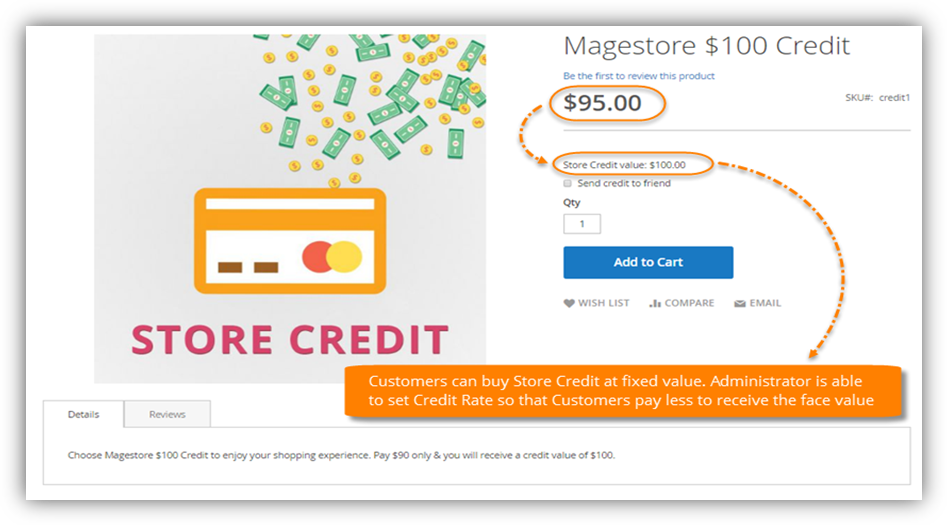 Magestore $100 Credit
Be the first to review this product
$95.00
SKU#: credit1
Store Credit value: $100.00
Send credit to friend
Qty
1
Add to Cart
WISH LIST
COMPARE
EMAIL
STORE CREDIT
Customers can buy Store Credit at fixed value. Administrator is able
to set Credit Rate so that Customers pay less to receive the face value
Details
Reviews
Choose Magestore $100 Credit to enjoy your shopping experience. Pay $90 only & you will receive a credit value of $100.